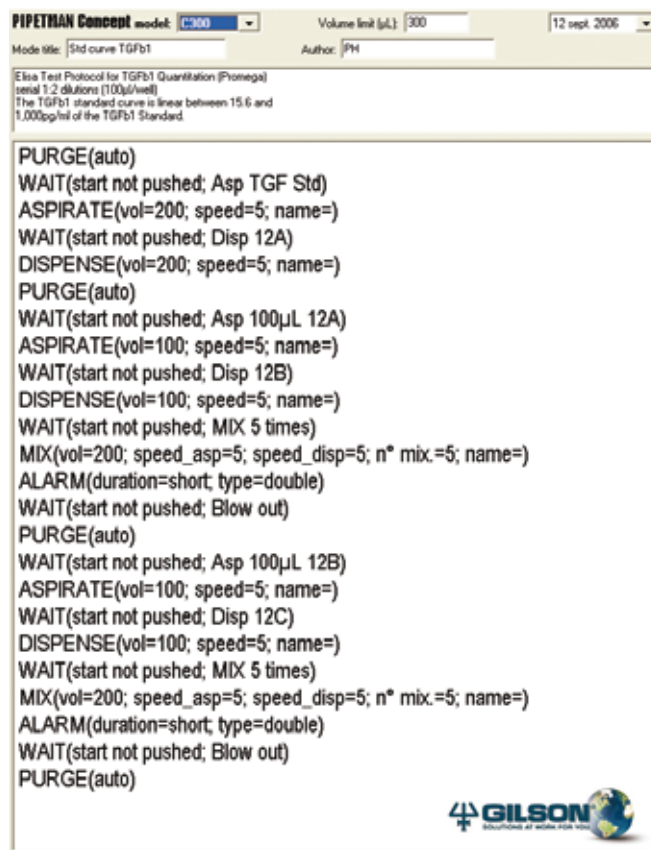 PIPETMAN Concept model: C300 Volume limit (µL): 300 12 sept. 2006
Mode title: Std curve TGFb1 Author: PH
Elisa Test Protocol for TGFb1 Quantitation (Promega)
serial 1:2 dilutions (100µl/well)
The TGFb1 standard curve is linear between 15.6 and
1,000pg/ml of the TGFb1 Standard.
PURGE(auto)
WAIT(start not pushed; Asp TGF Std)
ASPIRATE(vol=200; speed=5; name=)
WAIT(start not pushed; Disp 12A)
DISPENSE(vol=200; speed=5; name=)
PURGE(auto)
WAIT(start not pushed; Asp 100µL 12A)
ASPIRATE(vol=100; speed=5; name=)
WAIT(start not pushed; Disp 12B)
DISPENSE(vol=100; speed=5; name=)
WAIT(start not pushed; MIX 5 times)
MIX(vol=200; speed_asp=5; speed_disp=5; n° mix.=5; name=)
ALARM(duration=short; type=double)
WAIT(start not pushed; Blow out)
PURGE(auto)
WAIT(start not pushed; Asp 100µL 12B)
ASPIRATE(vol=100; speed=5; name=)
WAIT(start not pushed; Disp 12C)
DISPENSE(vol=100; speed=5; name=)
WAIT(start not pushed; MIX 5 times)
MIX(vol=200; speed_asp=5; speed_disp=5; n° mix.=5; name=)
ALARM(duration=short; type=double)
WAIT(start not pushed; Blow out)
PURGE(auto)
GILSON
SOLUTIONS AT WORK FOR YOU